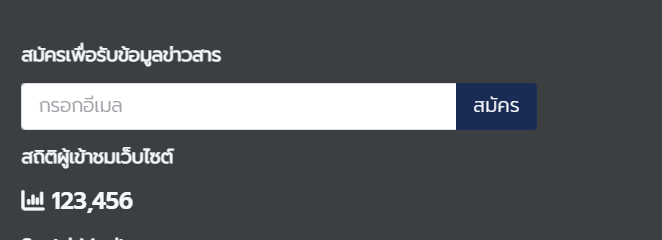 สมัครเพื่อรับข้อมูลข่าวสาร
กรอกอีเมล สมัคร
สถิติผู้เข้าชมเว็บไซต์
123,456